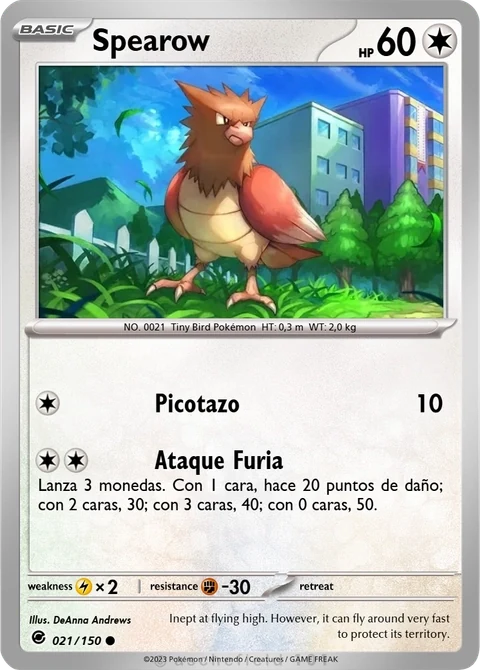 BASIC
Spearow
HP 60
NO. 0021 Tiny Bird Pokémon HT: 0,3 m WT: 2,0 kg
Picotazo 10
Ataque Furia
Lanza 3 monedas. Con 1 cara, hace 20 puntos de daño;
con 2 caras, 30; con 3 caras, 40; con 0 caras, 50.
weakness ×2 resistance -30 retreat
Illus. DeAnna Andrews
Inept at flying high. However, it can fly around very fast
to protect its territory.
021/150
©2023 Pokémon / Nintendo / Creatures / GAME FREAK